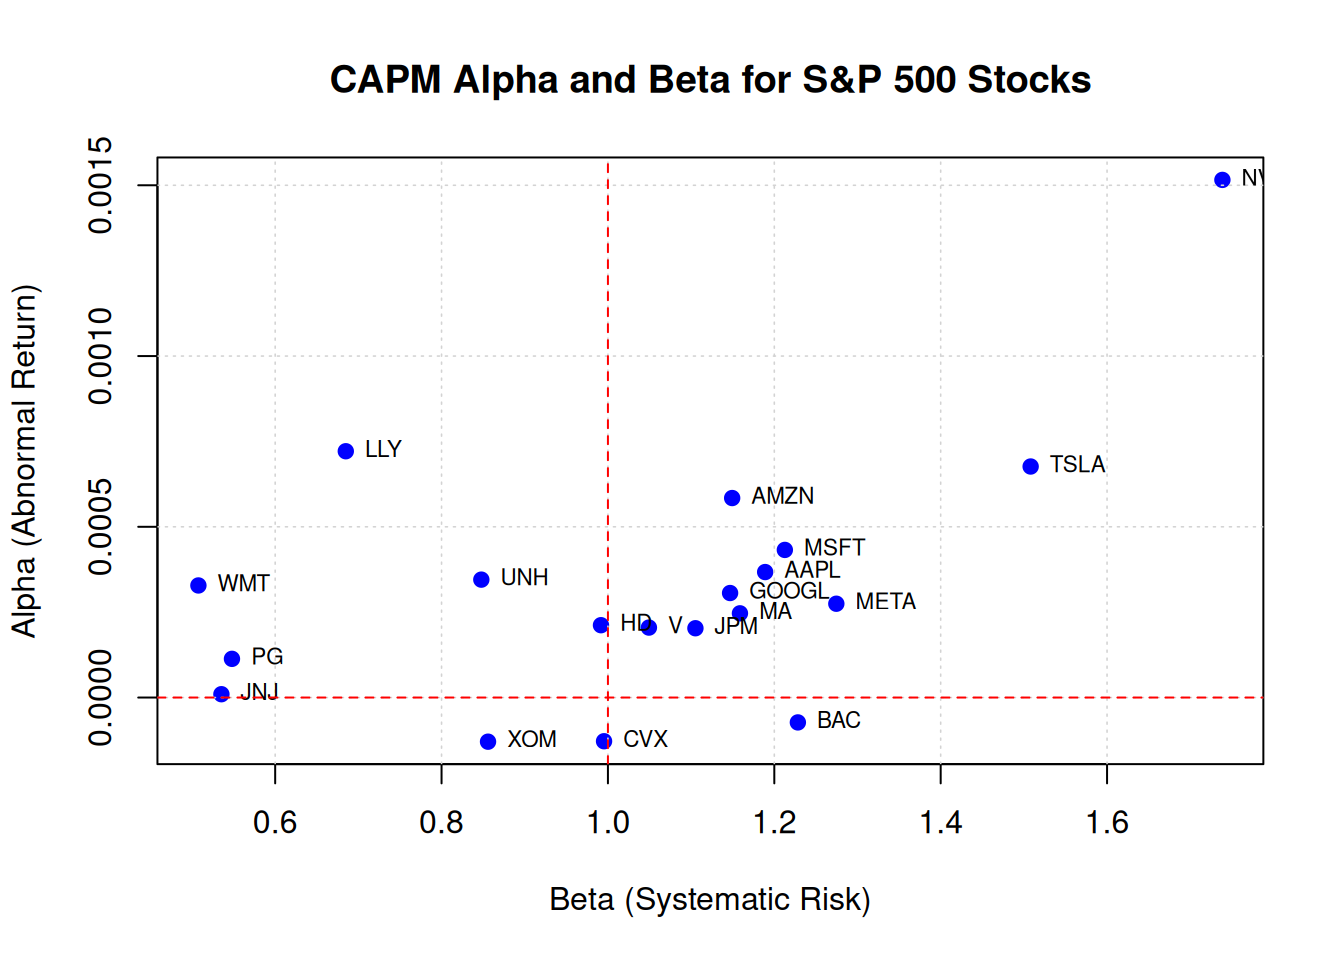 CAPM Alpha and Beta for S&P 500 Stocks
Alpha (Abnormal Return)
0.0015
0.0010
0.0005
0.0000
LLY
TSLA
AMZN
MSFT
AAPL
UNH
WMT
GOOGL
META
MA
HD
V
JPM
PG
JNJ
BAC
XOM
CVX
0.6
0.8
1.0
1.2
1.4
1.6
Beta (Systematic Risk)